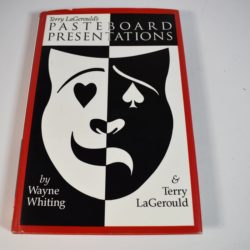 Terry LaGerould's
PASTEBOARD
PRESENTATIONS
by
Wayne
Whiting
&
Terry
LaGerould